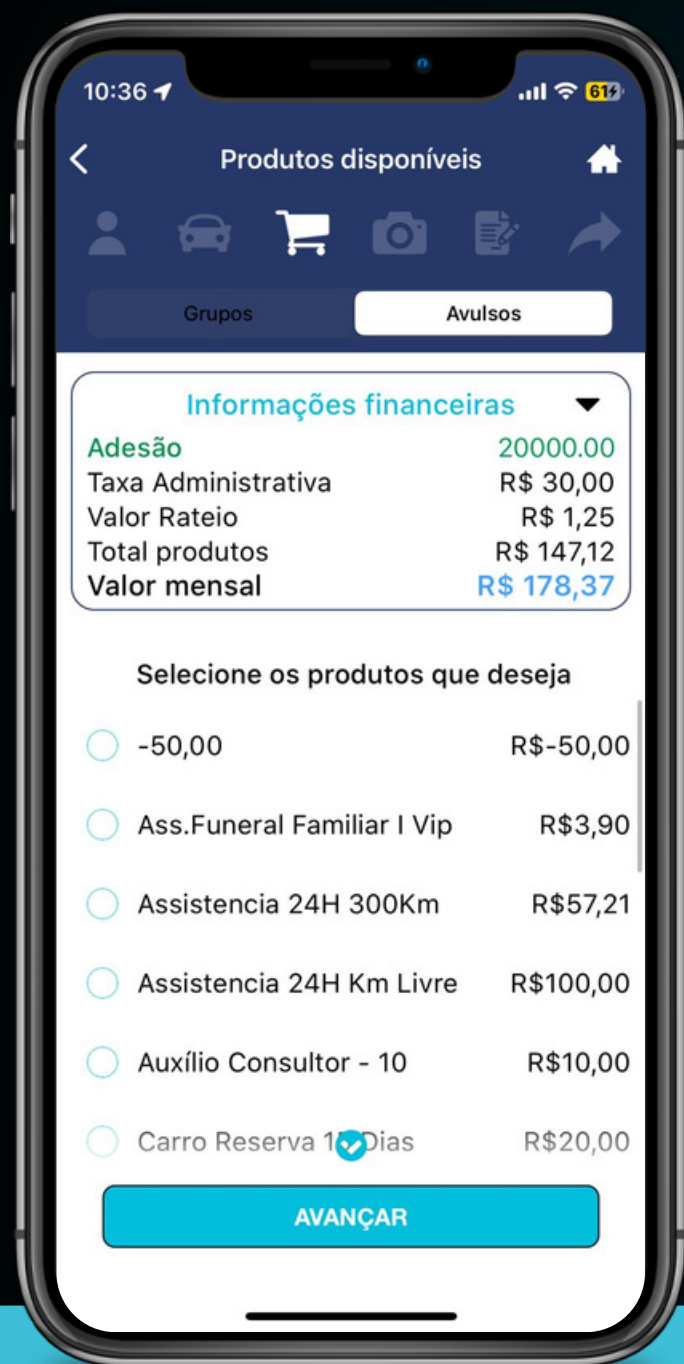 10:36
61
Produtos disponíveis
Grupos Avulsos
Informações financeiras
Adesão 20000.00
Taxa Administrativa R$ 30,00
Valor Rateio R$ 1,25
Total produtos R$ 147,12
Valor mensal R$ 178,37
Selecione os produtos que deseja
-50,00 R$-50,00
Ass.Funeral Familiar I Vip R$3,90
Assistencia 24H 300Km R$57,21
Assistencia 24H Km Livre R$100,00
Auxílio Consultor - 10 R$10,00
Carro Reserva Dias R$20,00
AVANÇAR